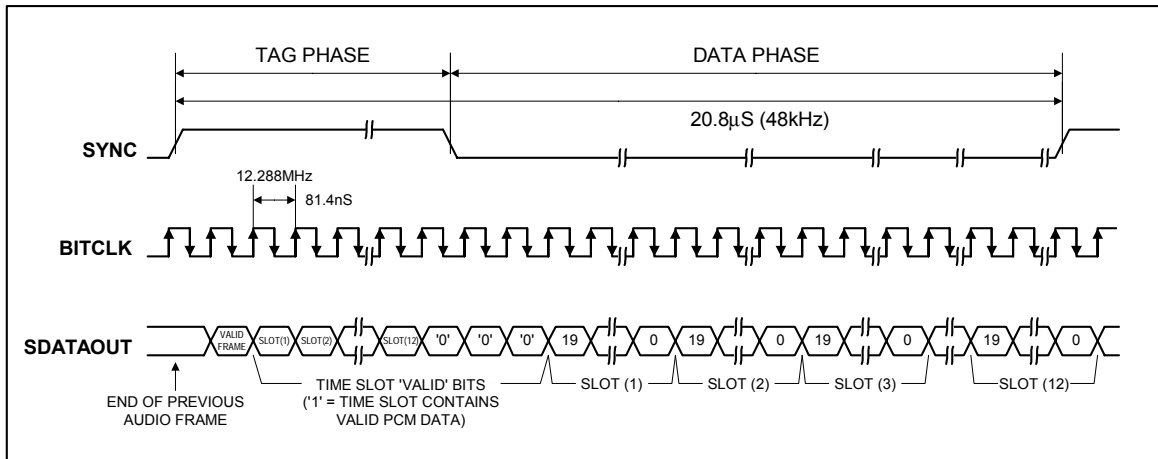 TAG PHASE
DATA PHASE
20.8µS (48kHz)
SYNC
12.288MHz
81.4nS
BITCLK
SDATAOUT
VALID
FRAME
SLOT(1)
SLOT(2)
SLOT(12)
'0'
'0'
'0'
19
0
19
0
19
0
19
0
END OF PREVIOUS
AUDIO FRAME
TIME SLOT 'VALID' BITS
('1' = TIME SLOT CONTAINS
VALID PCM DATA)
SLOT (1)
SLOT (2)
SLOT (3)
SLOT (12)